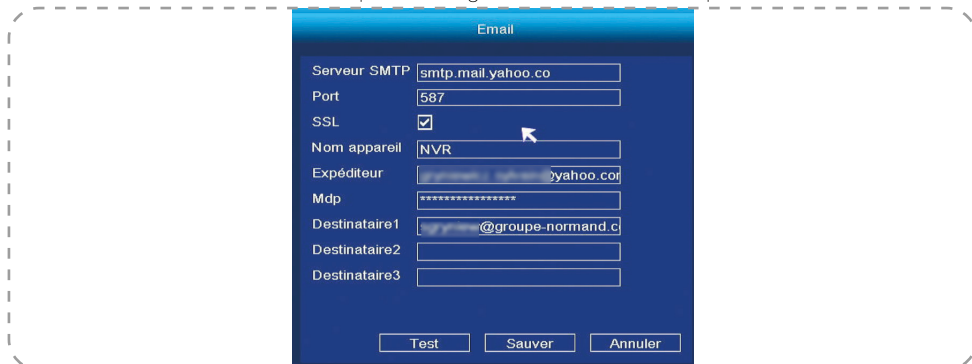 Email
Serveur SMTP smtp.mail.yahoo.co
Port 587
SSL
Nom appareil NVR
Expéditeur @yahoo.com
Mdp ****************
Destinataire1 @groupe-normand.c
Destinataire2
Destinataire3
Test Sauver Annuler